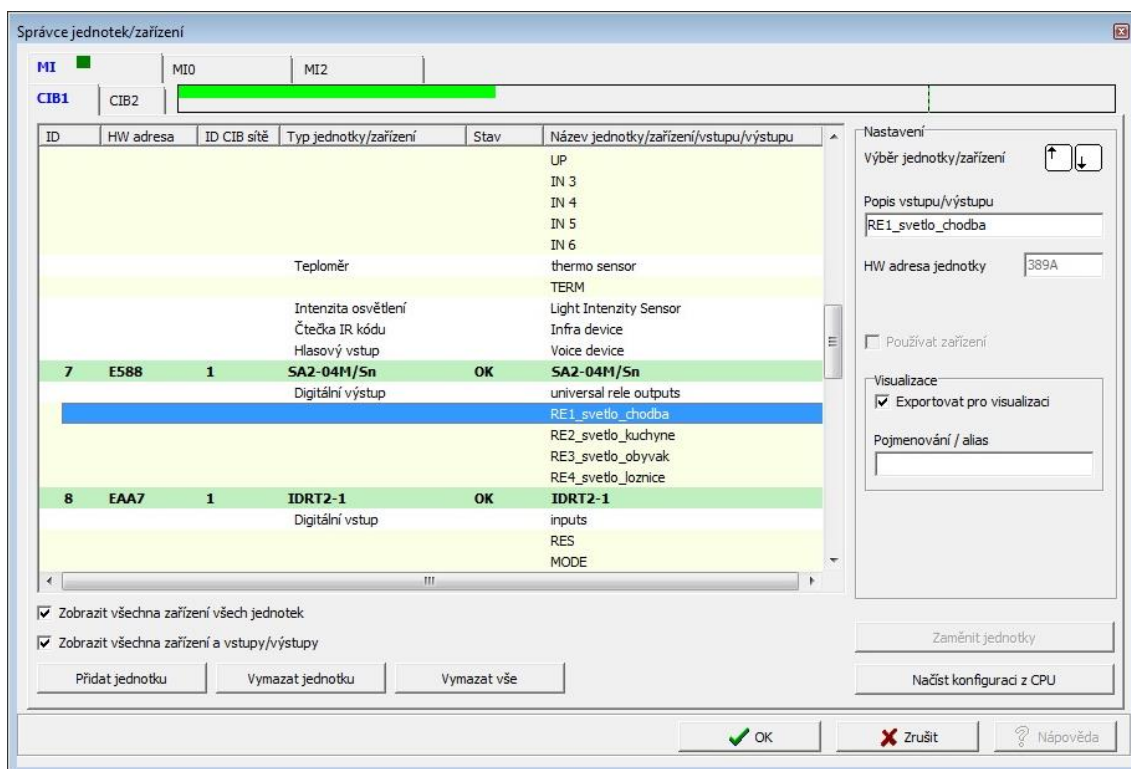 Správce jednotek/zařízení
MI
MI0
MI2
CIB1
CIB2
ID HW adresa ID CIB sítě Typ jednotky/zařízení Stav Název jednotky/zařízení/vstupu/výstupu
UP
IN 3
IN 4
IN 5
IN 6
Teploměr thermo sensor
TERM
Intenzita osvětlení Light Intenzity Sensor
Čtečka IR kódu Infra device
Hlasový vstup Voice device
7 E588 1 SA2-04M/Sn OK SA2-04M/Sn
Digitální výstup universal rele outputs
RE1_svetlo_chodba
RE2_svetlo_kuchyne
RE3_svetlo_obyvak
RE4_svetlo_loznice
8 EAA7 1 IDRT2-1 OK IDRT2-1
Digitální vstup inputs
RES
MODE
Zobrazit všechna zařízení všech jednotek
Zobrazit všechna zařízení a vstupy/výstupy
Přidat jednotku
Vymazat jednotku
Vymazat vše
Nastavení
Výběr jednotky/zařízení
Popis vstupu/výstupu
RE1_svetlo_chodba
HW adresa jednotky 389A
Používat zařízení
Visualizace
Exportovat pro visualizaci
Pojmenování / alias
Zaměnit jednotky
Načíst konfiguraci z CPU
OK
Zrušit
Nápověda